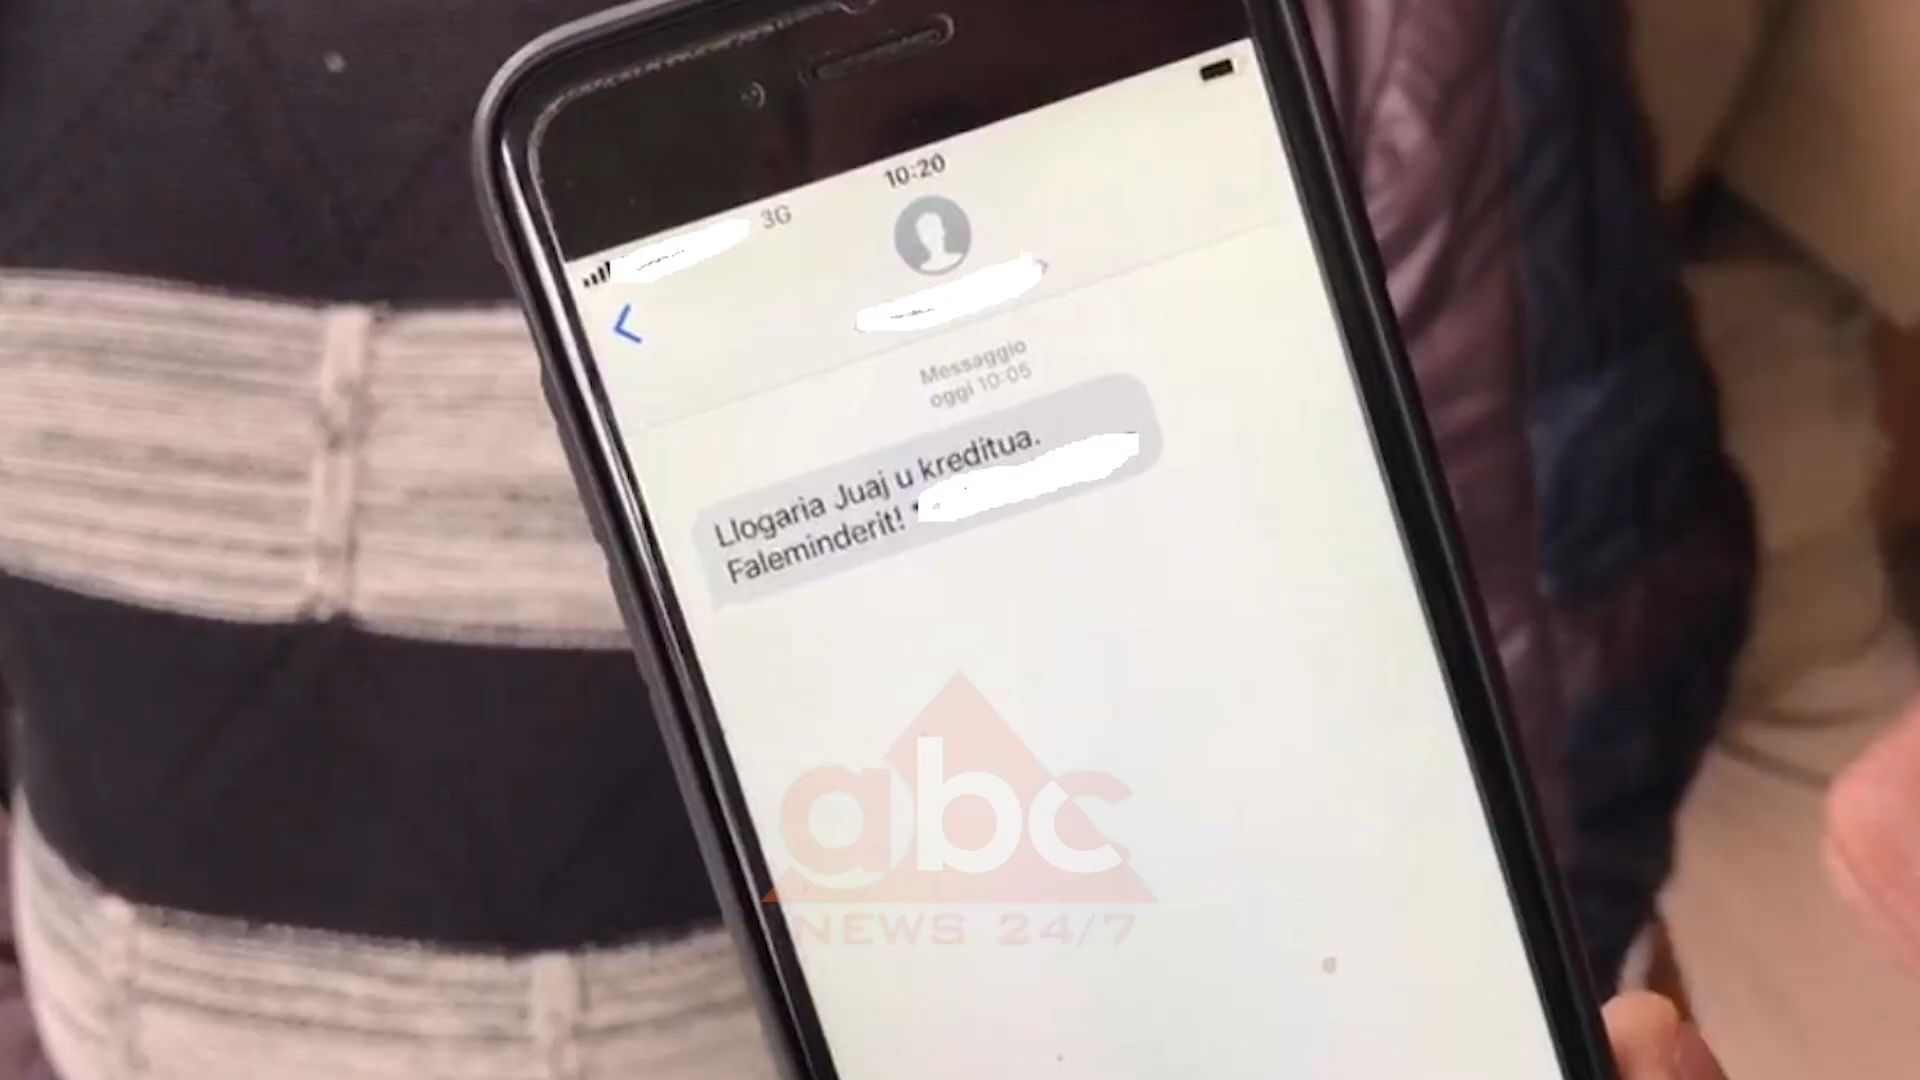 10:20
3G
Messaggio
oggi 10:05
Llogaria Juaj u kreditua.
Faleminderit!
abc
NEWS 24/7